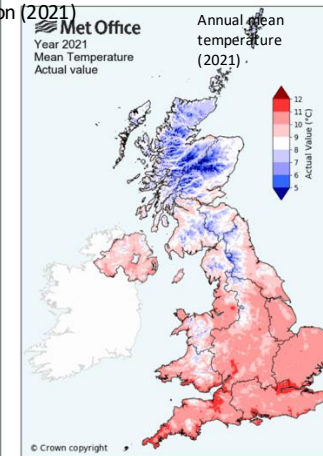 on (2021)
Met Office
Year 2021
Mean Temperature
Actual value
Annual mean
temperature
(2021)
12
11
10
9
8
7
6
5
Actual Value (°C)
© Crown copyright